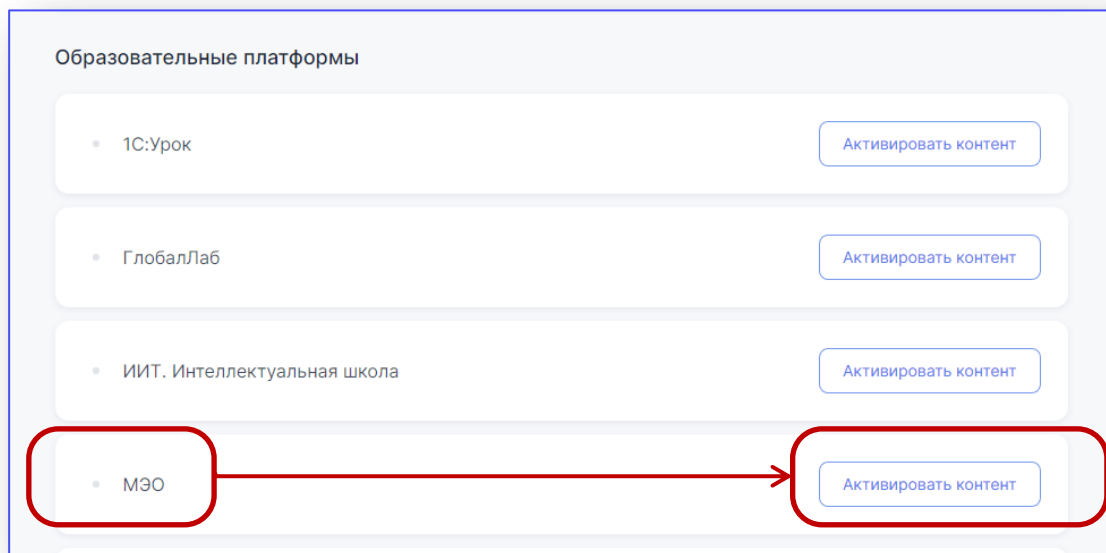 Образовательные платформы
1С:Урок
Активировать контент
ГлобалЛаб
Активировать контент
ИИТ. Интеллектуальная школа
Активировать контент
МЭО
Активировать контент